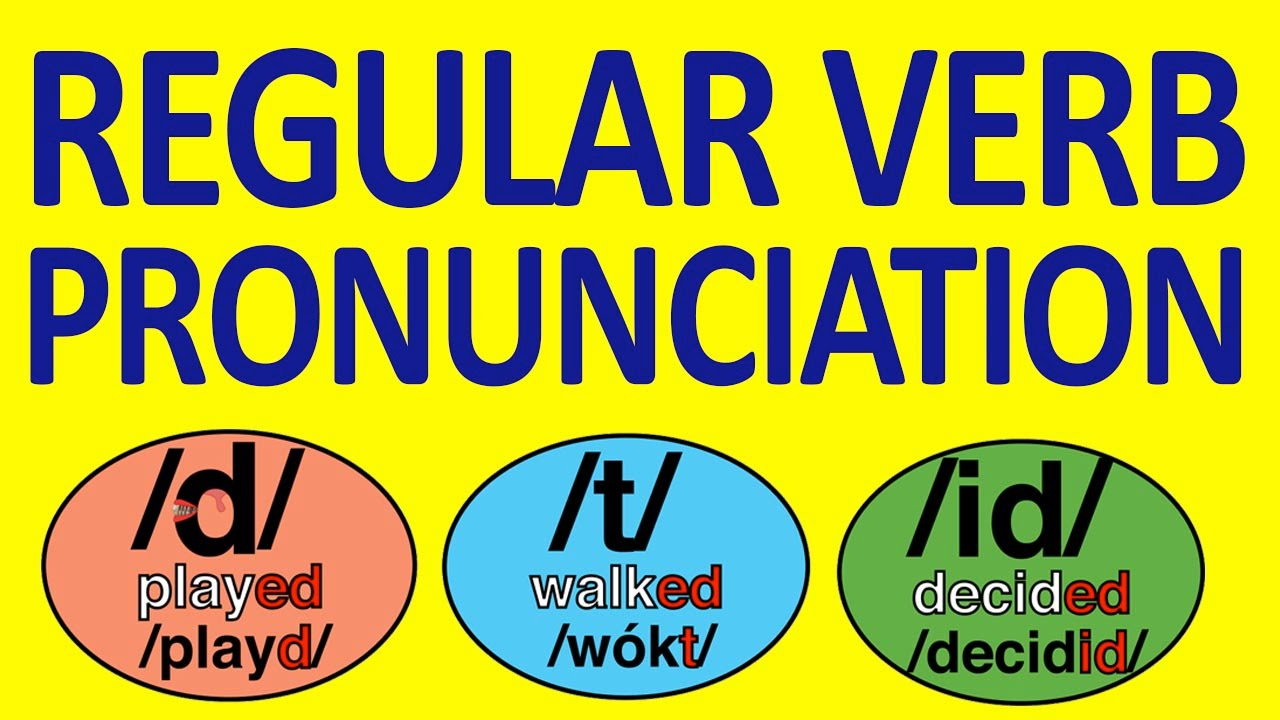 REGULAR VERB
PRONUNCIATION
/d/
played
/playd/
/t/
walked
/wókt/
/id/
decided
/decidid/